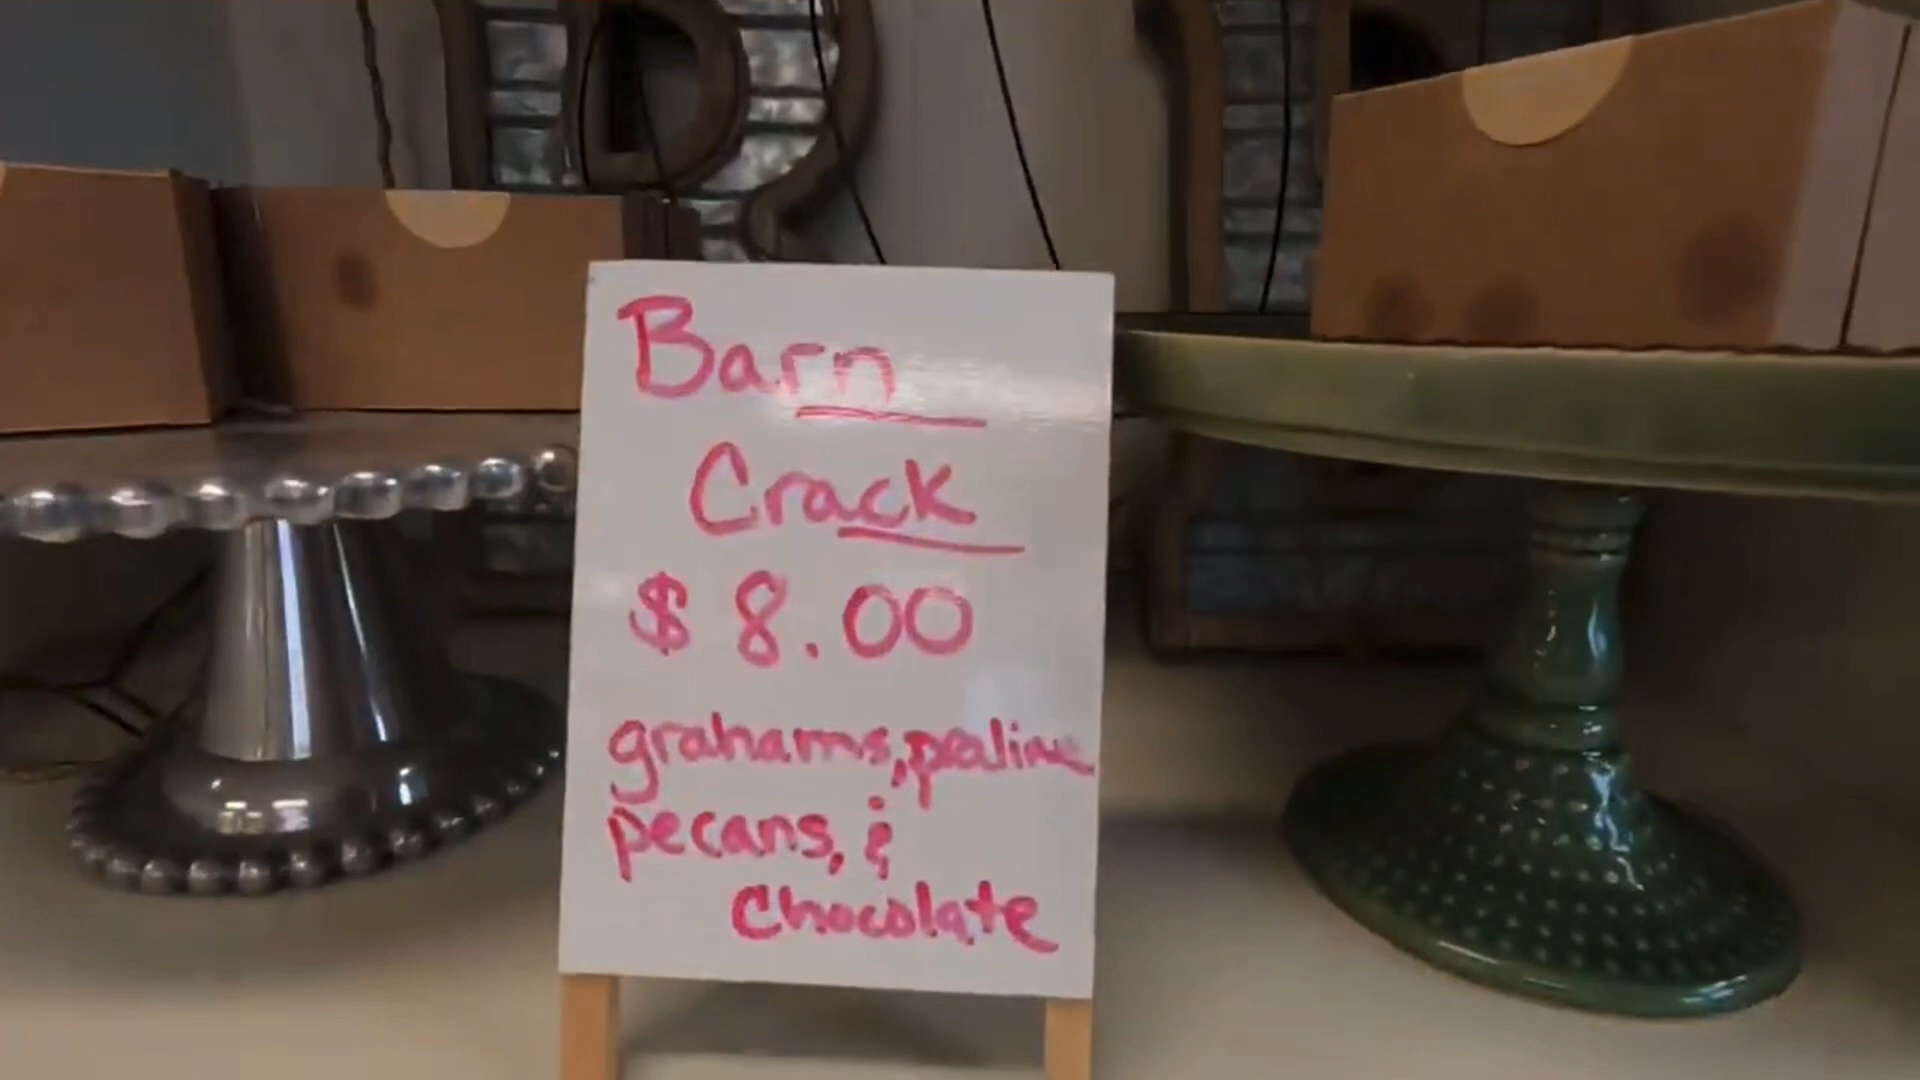 Barn
Crack
$ 8.00
grahams, praline
pecans, &
Chocolate